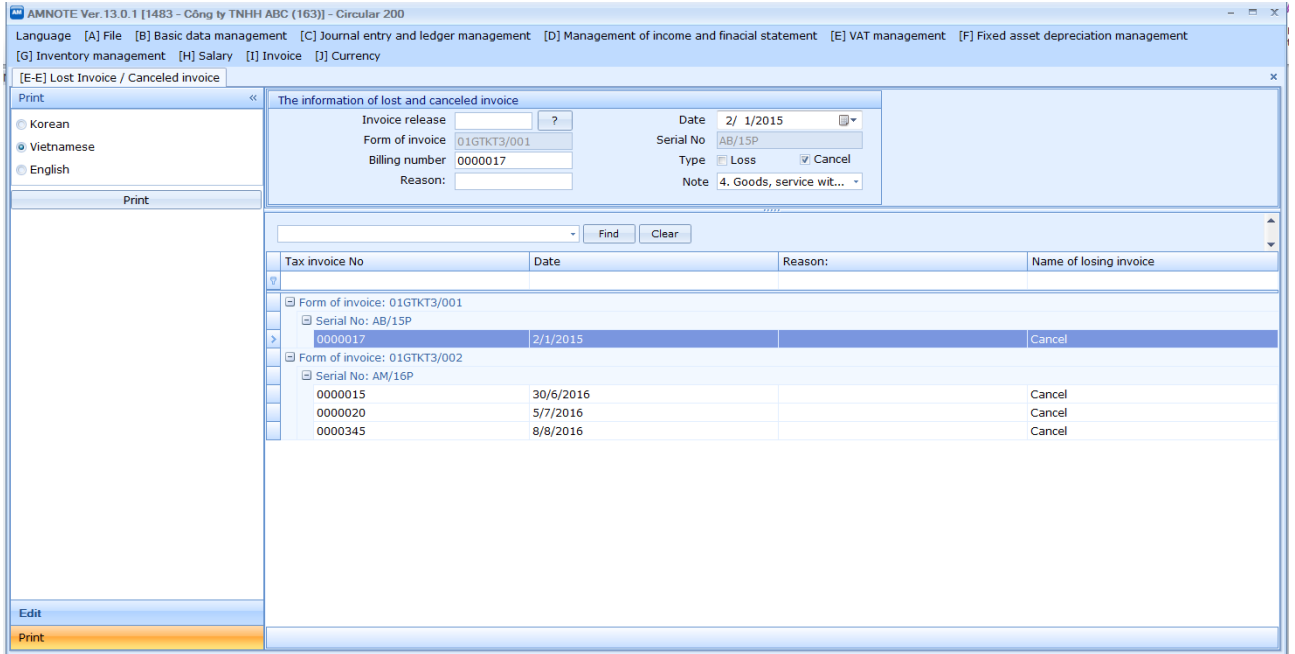 AMNOTE Ver.13.0.1 [1483 - Công ty TNHH ABC (163)] - Circular 200
Language [A] File [B] Basic data management [C] Journal entry and ledger management [D] Management of income and finacial statement [E] VAT management [F] Fixed asset depreciation management
[G] Inventory management [H] Salary [I] Invoice [J] Currency
[E-E] Lost Invoice / Canceled invoice
Print
Korean
Vietnamese
English
Print
The information of lost and canceled invoice
Invoice release ? Date 2/ 1/2015
Form of invoice 01GTKT3/001 Serial No AB/15P
Billing number 0000017 Type Loss Cancel
Reason: Note 4. Goods, service wit...
Find Clear
Tax invoice No Date Reason: Name of losing invoice
Form of invoice: 01GTKT3/001
Serial No: AB/15P
0000017 2/1/2015 Cancel
Form of invoice: 01GTKT3/002
Serial No: AM/16P
0000015 30/6/2016 Cancel
0000020 5/7/2016 Cancel
0000345 8/8/2016 Cancel
Edit
Print